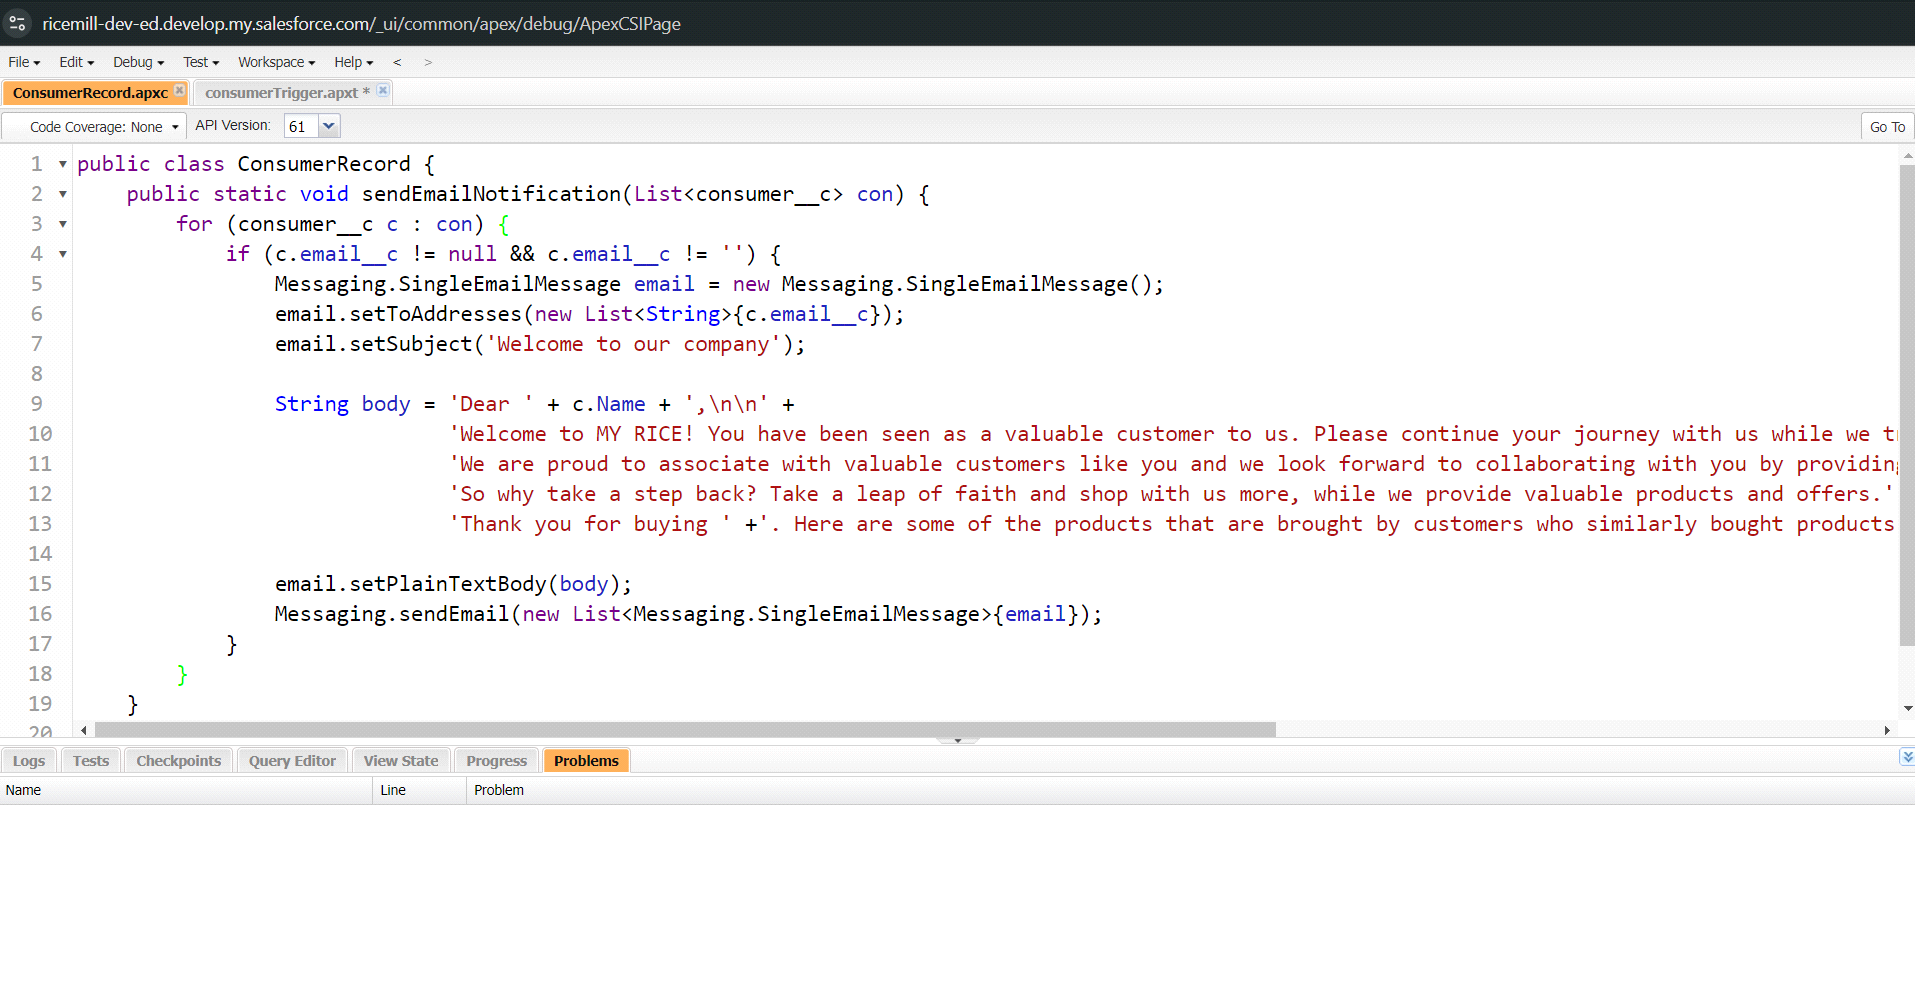 ricemill-dev-ed.develop.my.salesforce.com/_ui/common/apex/debug/ApexCSIPage
File Edit Debug Test Workspace Help < >
ConsumerRecord.apxc consumerTrigger.apxt *
Code Coverage: None API Version: 61 Go To
1 public class ConsumerRecord {
2 public static void sendEmailNotification(List<consumer__c> con) {
3 for (consumer__c c : con) {
4 if (c.email__c != null && c.email__c != '') {
5 Messaging.SingleEmailMessage email = new Messaging.SingleEmailMessage();
6 email.setToAddresses(new List<String>{c.email__c});
7 email.setSubject('Welcome to our company');
8
9 String body = 'Dear ' + c.Name + ',\n\n' +
10 'Welcome to MY RICE! You have been seen as a valuable customer to us. Please continue your journey with us while we
11 'We are proud to associate with valuable customers like you and we look forward to collaborating with you by providing
12 'So why take a step back? Take a leap of faith and shop with us more, while we provide valuable products and offers.'
13 'Thank you for buying ' +'. Here are some of the products that are brought by customers who similarly bought products
14
15 email.setPlainTextBody(body);
16 Messaging.sendEmail(new List<Messaging.SingleEmailMessage>{email});
17 }
18 }
19 }
20
Logs Tests Checkpoints Query Editor View State Progress Problems
Name Line Problem